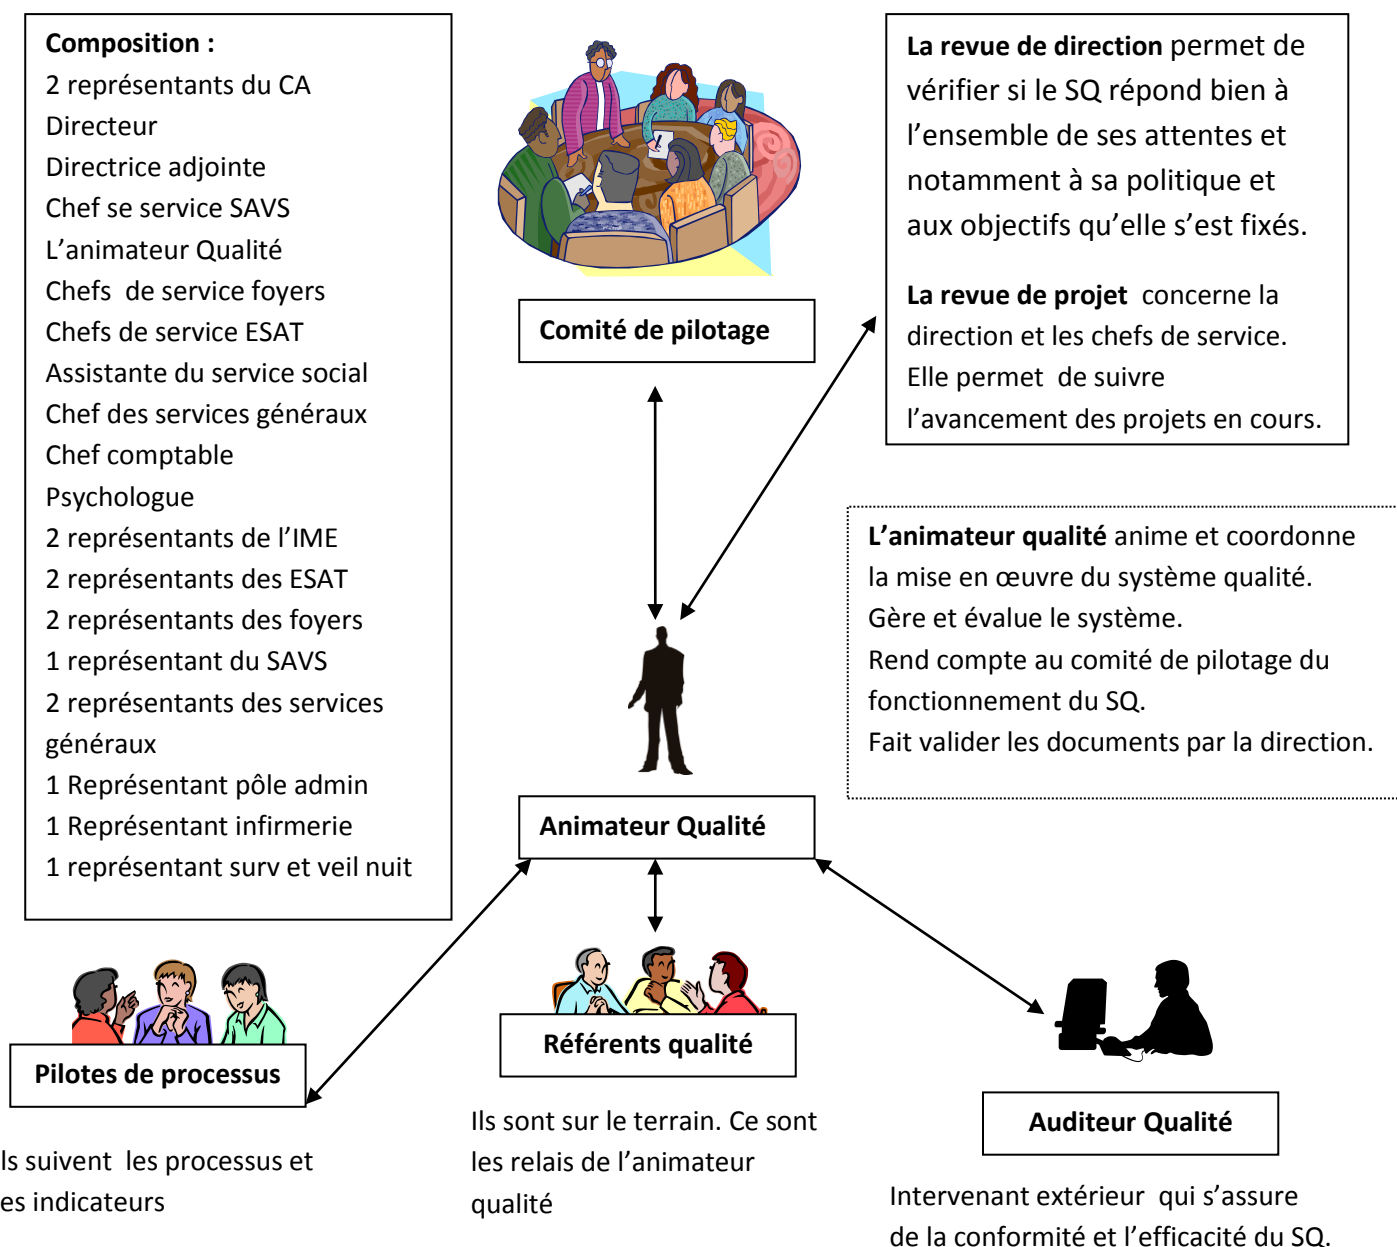 Composition :
2 représentants du CA
Directeur
Directrice adjointe
Chef se service SAVS
L’animateur Qualité
Chefs  de service foyers
Chefs de service ESAT
Assistante du service social
Chef des services généraux
Chef comptable
Psychologue
2 représentants de l’IME
2 représentants des ESAT
2 représentants des foyers
1 représentant du SAVS
2 représentants des services
généraux
1 Représentant pôle admin
1 Représentant infirmerie
1 représentant surv et veil nuit
Comité de pilotage
La revue de direction permet de
vérifier si le SQ répond bien à
l’ensemble de ses attentes et
notamment à sa politique et
aux objectifs qu’elle s’est fixés.
La revue de projet  concerne la
direction et les chefs de service.
Elle permet  de suivre
l’avancement des projets en cours.
L’animateur qualité anime et coordonne
la mise en œuvre du système qualité.
Gère et évalue le système.
Rend compte au comité de pilotage du
fonctionnement du SQ.
Fait valider les documents par la direction.
Animateur Qualité
Pilotes de processus
ls suivent  les processus et
es indicateurs
Référents qualité
Ils sont sur le terrain. Ce sont
les relais de l’animateur
qualité
Auditeur Qualité
Intervenant extérieur  qui s’assure
de la conformité et l’efficacité du SQ.